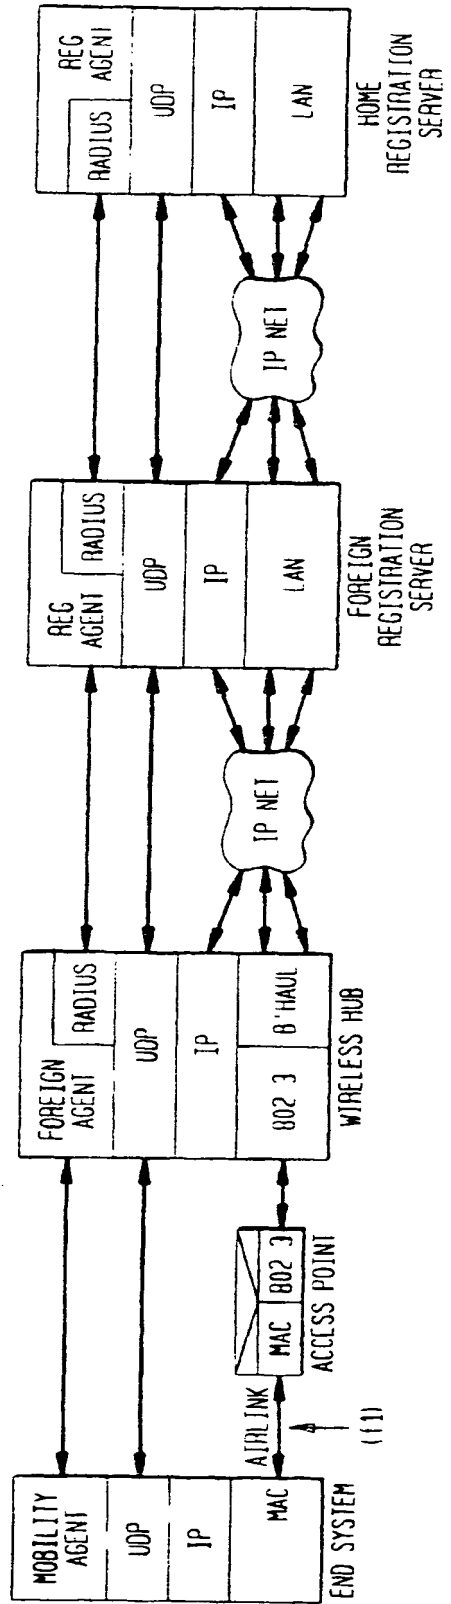 MOBILITY
AGENT
UDP
IP
MAC
END SYSTEM
AIRLINK
(f1)
MAC
802 3
ACCESS POINT
FOREIGN
AGENT
RADIUS
UDP
IP
802 3
B'HAUL
WIRELESS HUB
IP NET
REG
AGENT
RADIUS
UDP
IP
LAN
FOREIGN
REGISTRATION
SERVER
IP NET
RADIUS
REG
AGENT
UDP
IP
LAN
HOME
REGISTRATION
SERVER